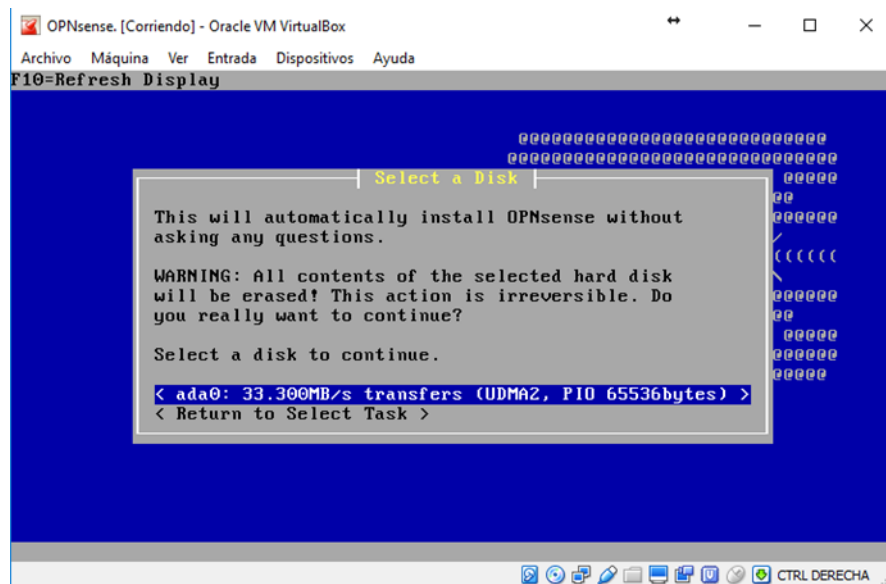 OPNsense. [Corriendo] - Oracle VM VirtualBox
Archivo Máquina Ver Entrada Dispositivos Ayuda
F10=Refresh Display
@@@@@@@@@@@@@@@@@@@@@@@@@@@@
@@@@@@@@@@@@@@@@@@@@@@@@@@@@@@
Select a Disk
@@@@@
@@
This will automatically install OPNsense without
@@@@@@
asking any questions.
/
((((((
WARNING: All contents of the selected hard disk
\
will be erased! This action is irreversible. Do
@@@@@@
you really want to continue?
@@
@@@@@
Select a disk to continue.
@@@@@@
@@@@@
< ada0: 33.300MB/s transfers (UDMA2, PIO 65536bytes) >
< Return to Select Task >
CTRL DERECHA